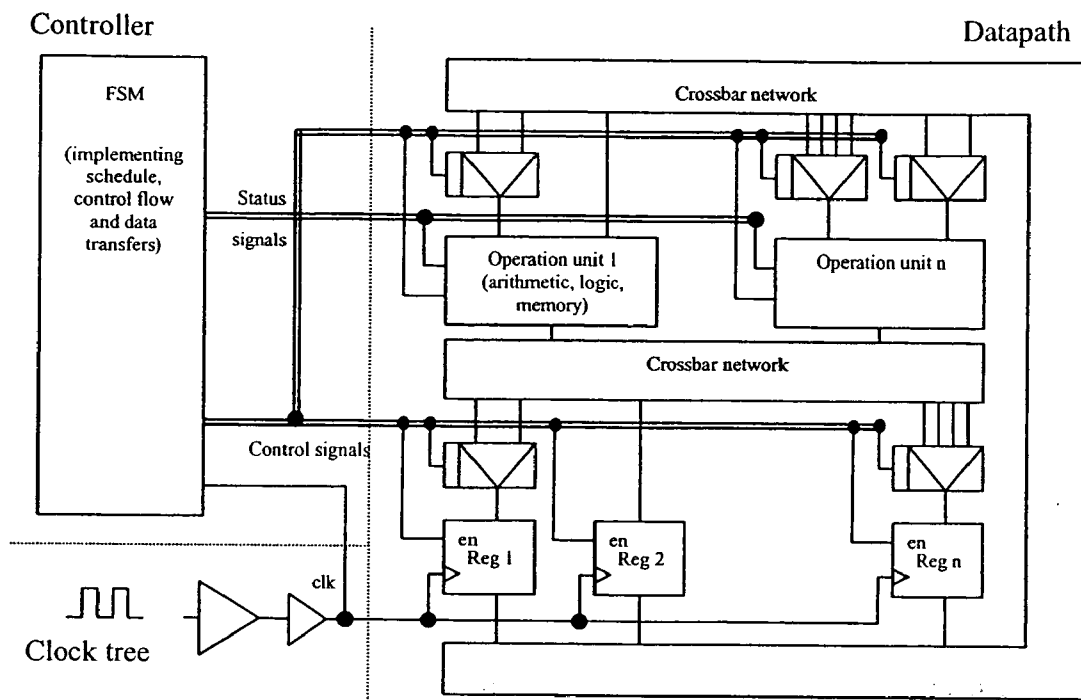 Controller
Datapath
FSM
(implementing
schedule,
control flow
and data
transfers)
Crossbar network
Status
signals
Operation unit 1
(arithmetic, logic,
memory)
Operation unit n
Crossbar network
Control signals
en
Reg 1
en
Reg 2
en
Reg n
clk
Clock tree